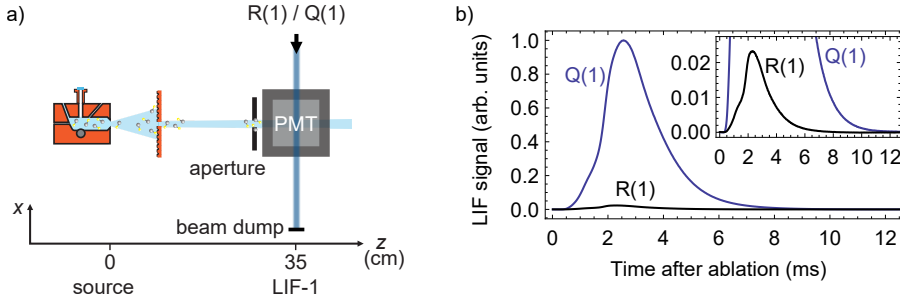 a)
R(1) / Q(1)
PMT
aperture
beam dump
x
z
(cm)
0
35
source
LIF-1
b)
LIF signal (arb. units)
1.0
0.8
0.6
0.4
0.2
0.0
Q(1)
R(1)
0 2 4 6 8 10 12
Time after ablation (ms)
0.02
0.01
0.00
R(1)
Q(1)
0 2 4 6 8 10 12